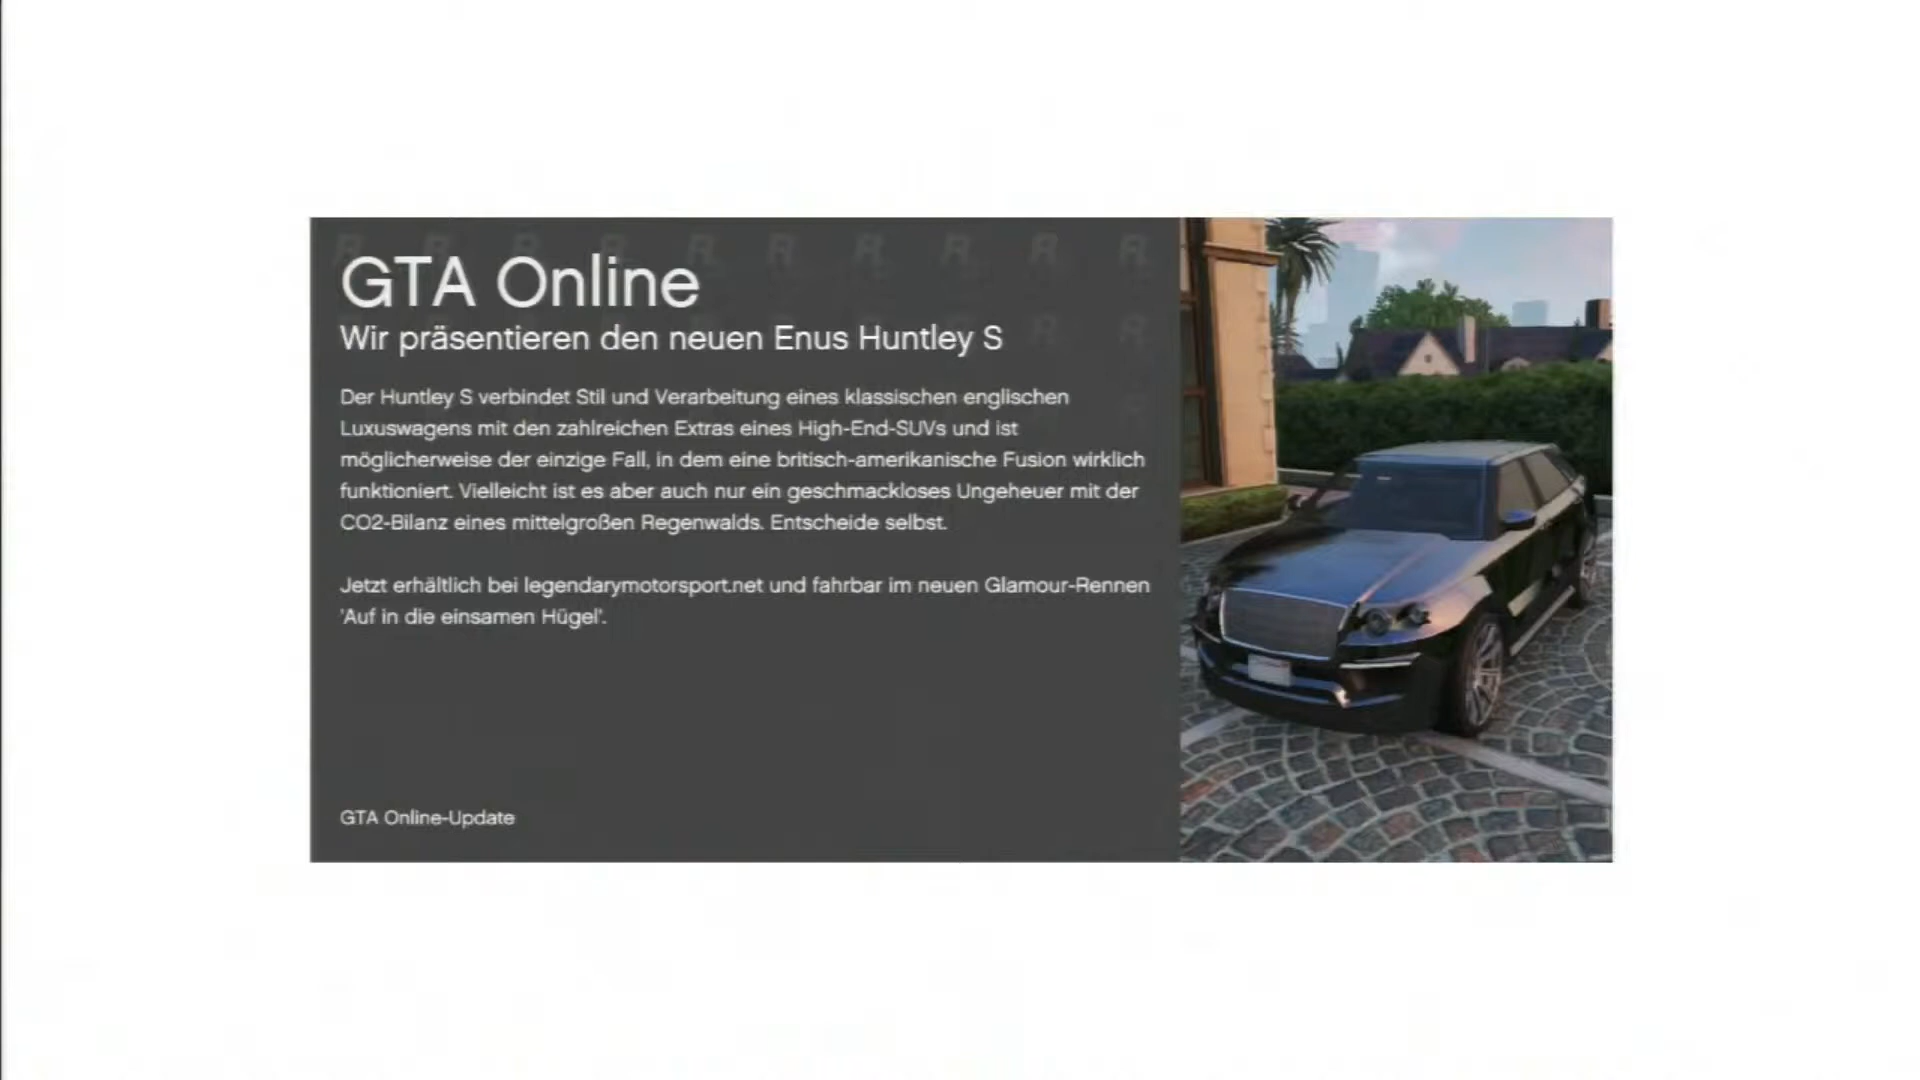 GTA Online
Wir präsentieren den neuen Enus Huntley S
Der Huntley S verbindet Stil und Verarbeitung eines klassischen englischen
Luxuswagens mit den zahlreichen Extras eines High-End-SUVs und ist
möglicherweise der einzige Fall, in dem eine britisch-amerikanische Fusion wirklich
funktioniert. Vielleicht ist es aber auch nur ein geschmackloses Ungeheuer mit der
CO2-Bilanz eines mittelgroßen Regenwalds. Entscheide selbst.
Jetzt erhältlich bei legendarymotorsport.net und fahrbar im neuen Glamour-Rennen
'Auf in die einsamen Hügel'.
GTA Online-Update